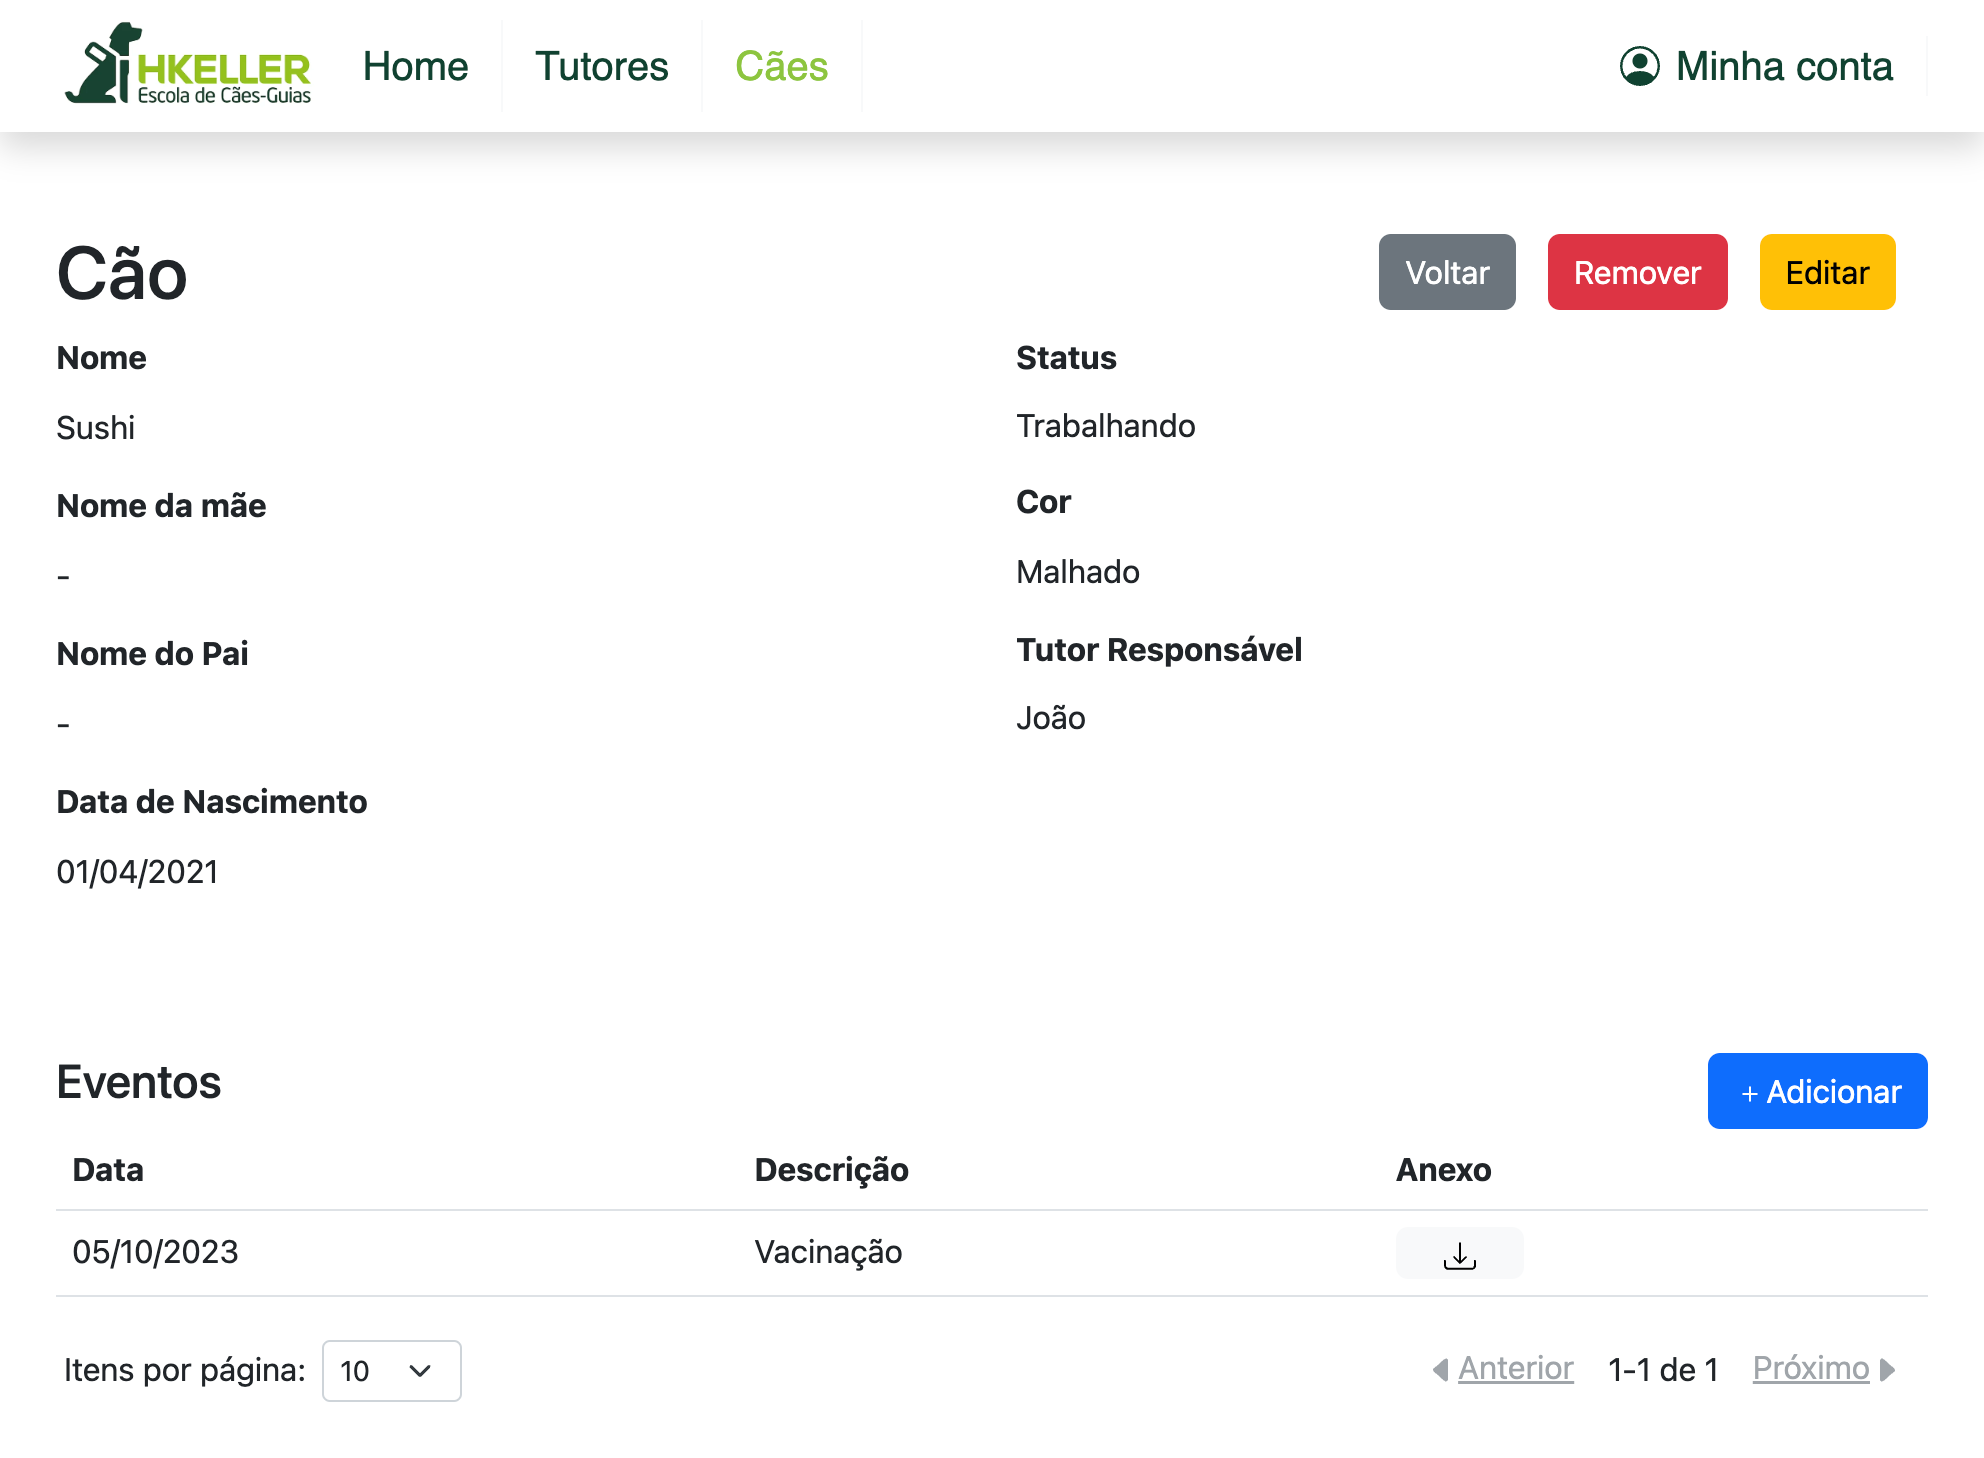 HKELLER
Escola de Cães-Guias
Home
Tutores
Cães
Minha conta
Cão
Voltar
Remover
Editar
Nome
Sushi
Nome da mãe
-
Nome do Pai
-
Data de Nascimento
01/04/2021
Status
Trabalhando
Cor
Malhado
Tutor Responsável
João
Eventos
+ Adicionar
Data Descrição Anexo
05/10/2023 Vacinação
Itens por página: 10
Anterior 1-1 de 1 Próximo